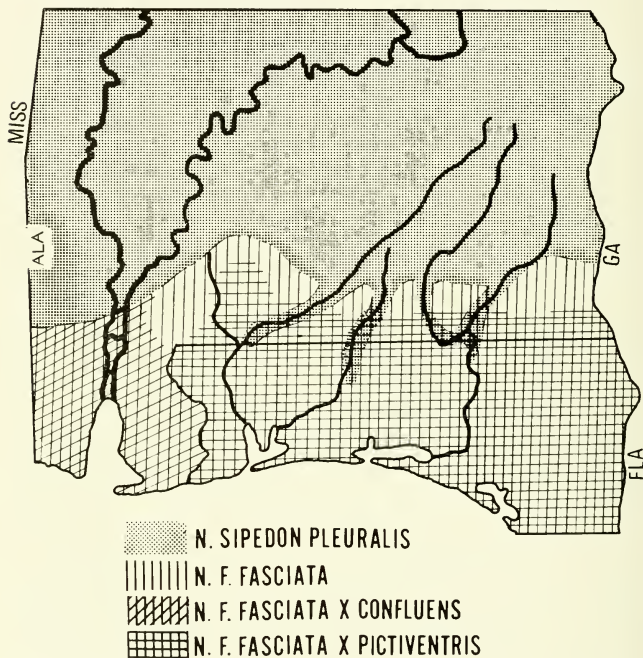 MISS
ALA
GA
FLA
N. SIPEDON PLEURALIS
N. F. FASCIATA
N. F. FASCIATA X CONFLUENS
N. F. FASCIATA X PICTIVENTRIS